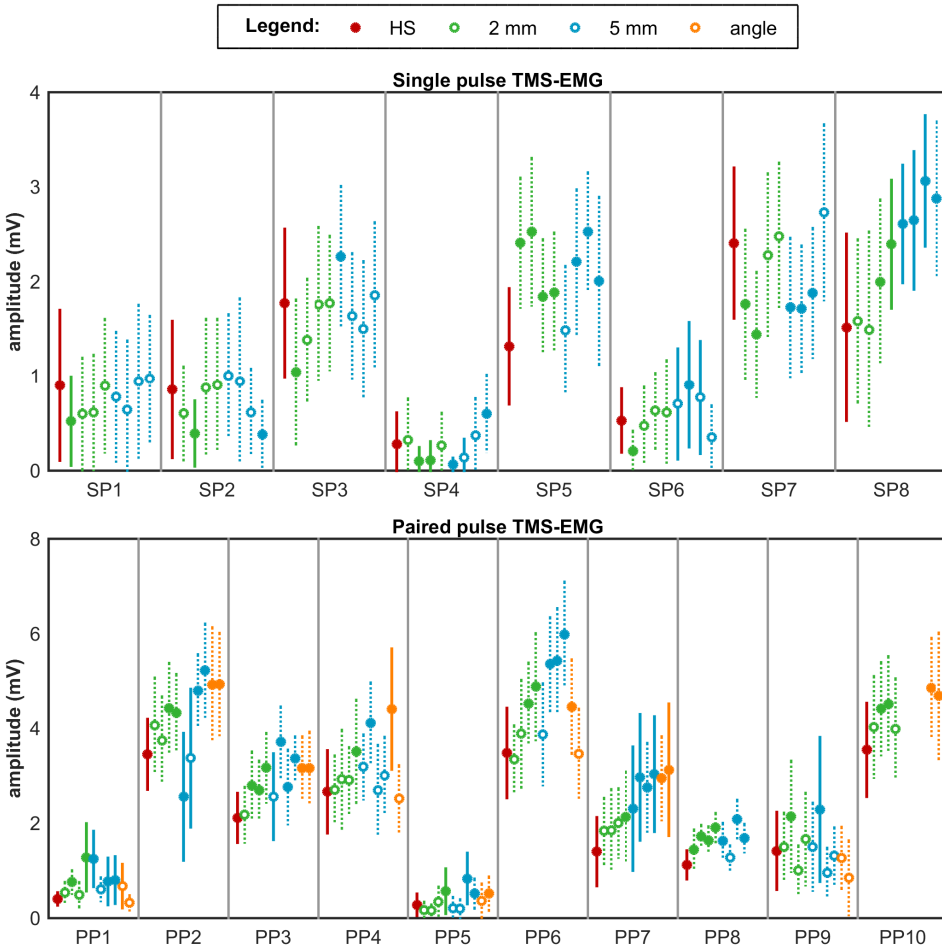 Legend: HS 2 mm 5 mm angle
Single pulse TMS-EMG
4
3
2
1
0
amplitude (mV)
SP1 SP2 SP3 SP4 SP5 SP6 SP7 SP8
Paired pulse TMS-EMG
8
6
4
2
0
amplitude (mV)
PP1 PP2 PP3 PP4 PP5 PP6 PP7 PP8 PP9 PP10